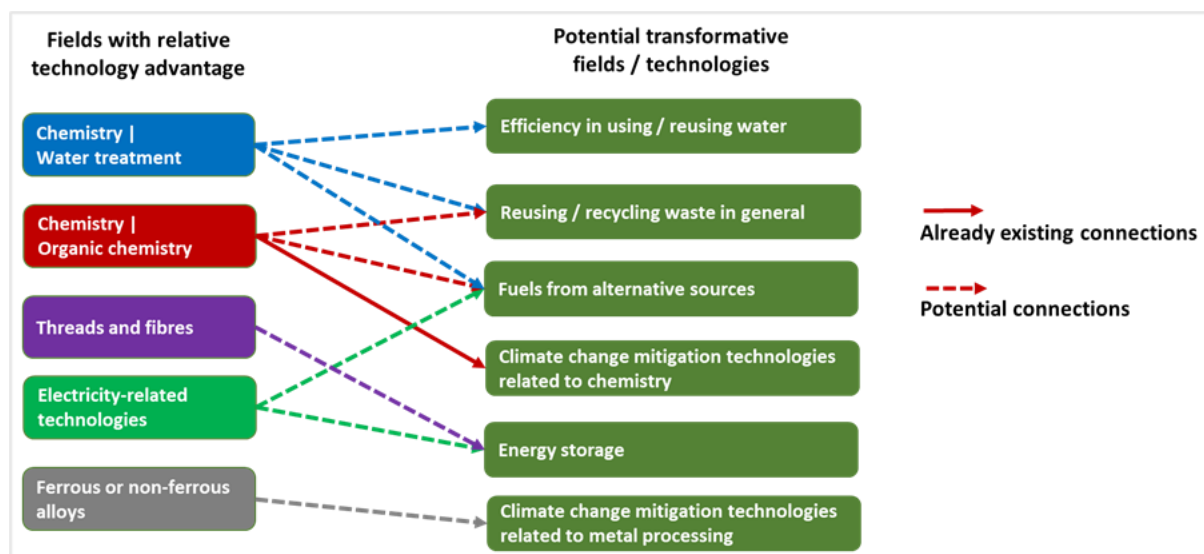 Fields with relative
technology advantage
Potential transformative
fields / technologies
Chemistry |
Water treatment
Chemistry |
Organic chemistry
Threads and fibres
Electricity-related
technologies
Ferrous or non-ferrous
alloys
Efficiency in using / reusing water
Reusing / recycling waste in general
Fuels from alternative sources
Climate change mitigation technologies
related to chemistry
Energy storage
Climate change mitigation technologies
related to metal processing
Already existing connections
Potential connections